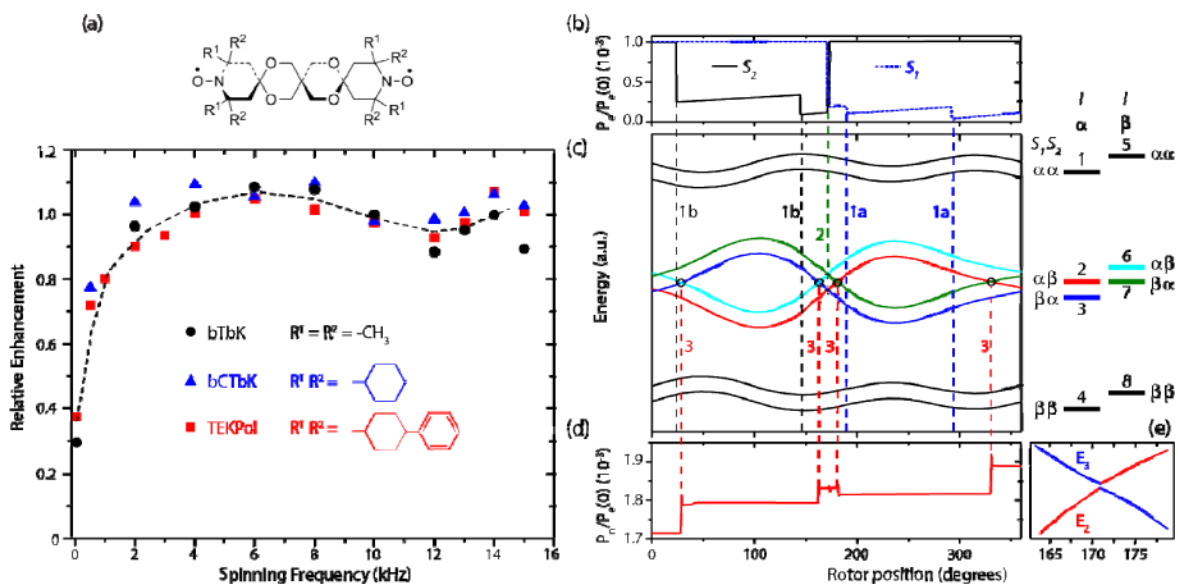 (a)
R¹ R² R² R¹
•O-N O O O O N-O•
R¹ R² R² R¹
Relative Enhancement
1.2
1.0
0.8
0.6
0.4
0.2
0
bTbK R¹ = R² = -CH₃
bCTbK R¹ R² =
TEKPol R¹ R² =
0 2 4 6 8 10 12 14 16
Spinning Frequency (kHz)
(b)
Pₑ/Pₑ(0) (10⁻³)
1.0
0.5
0.0
S₂ S₁
(c)
Energy (a.u.)
1b 1b 2 1a 1a
3 3 3 3
I I
α β
S₁S₂
αα 1 5 αα
αβ 2 6 αβ
βα 3 7 βα
ββ 4 8 ββ
(d)
Pₙ/Pₑ(0) (10⁻³)
1.9
1.8
1.7
0 100 200 300
Rotor position (degrees)
(e)
E₃
E₂
165 170 175